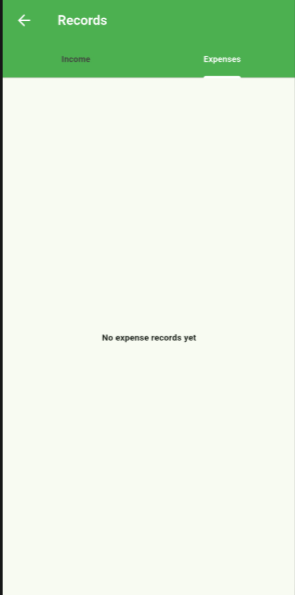 Records
Income
Expenses
No expense records yet